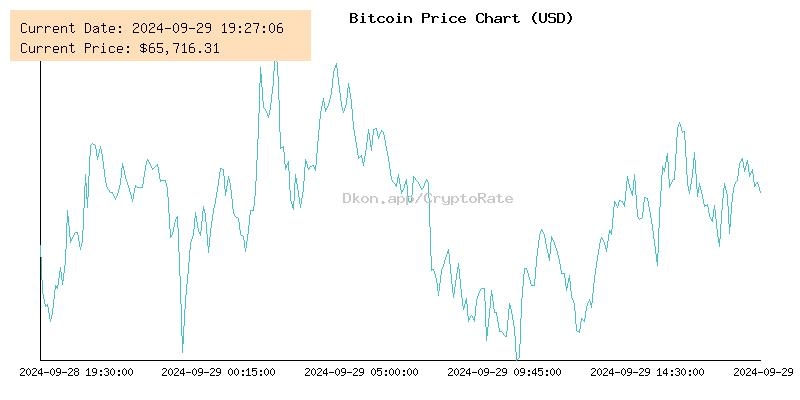 Bitcoin Price Chart (USD)
Current Date: 2024-09-29 19:27:06
Current Price: $65,716.31
Dkon.app/CryptoRate
2024-09-28 19:30:00 2024-09-29 00:15:00 2024-09-29 05:00:00 2024-09-29 09:45:00 2024-09-29 14:30:00 2024-09-29